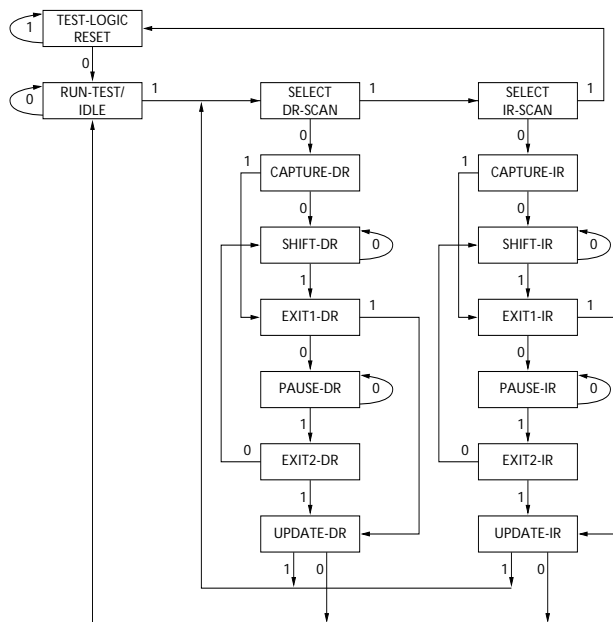 TEST-LOGIC
RESET
1
0
RUN-TEST/
IDLE
0
1
SELECT
DR-SCAN
1
SELECT
IR-SCAN
1
0
0
CAPTURE-DR
1
CAPTURE-IR
1
0
0
SHIFT-DR
0
SHIFT-IR
0
1
1
EXIT1-DR
1
EXIT1-IR
1
0
0
PAUSE-DR
0
PAUSE-IR
0
1
1
EXIT2-DR
0
EXIT2-IR
0
1
1
UPDATE-DR
UPDATE-IR
1
0
1
0